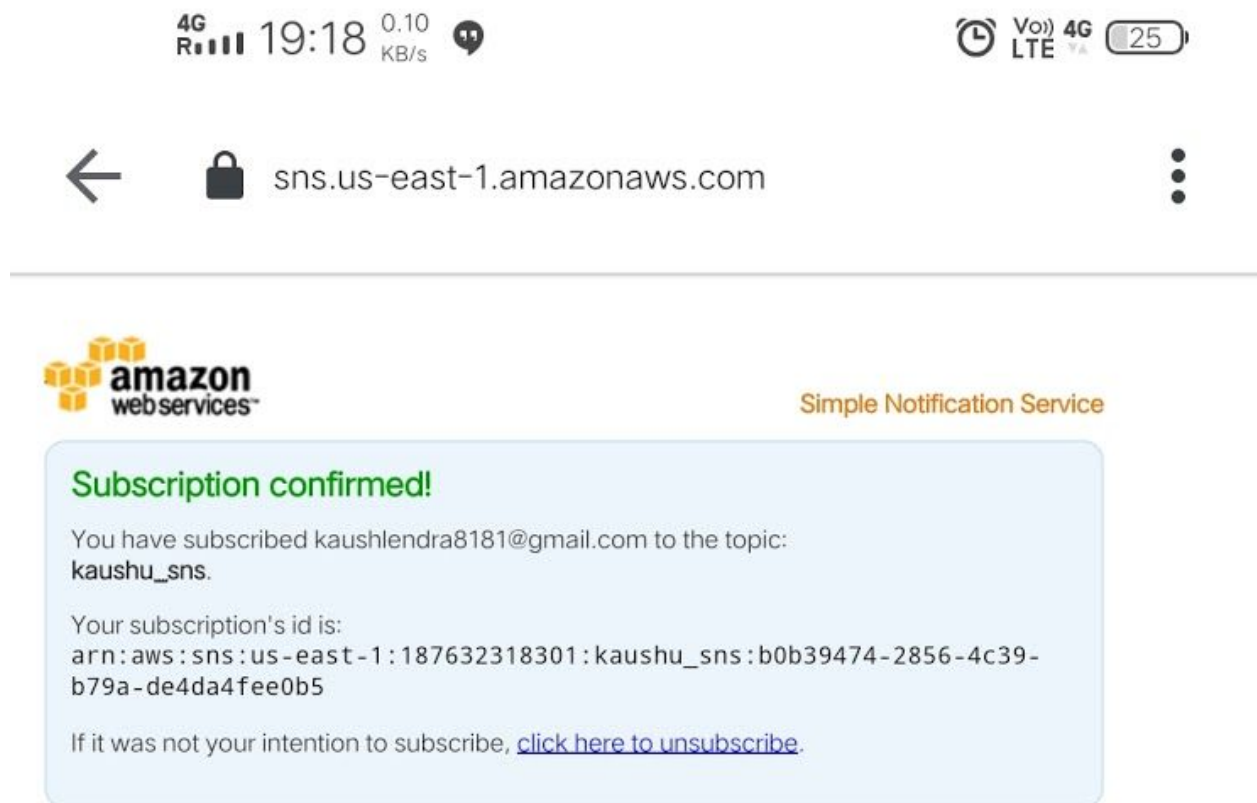 4G
R 19:18 0.10 KB/s
Vo)) LTE 4G 25
sns.us-east-1.amazonaws.com
amazon
webservices™
Simple Notification Service
Subscription confirmed!
You have subscribed kaushlendra8181@gmail.com to the topic:
kaushu_sns.
Your subscription's id is:
arn:aws:sns:us-east-1:187632318301:kaushu_sns:b0b39474-2856-4c39-
b79a-de4da4fee0b5
If it was not your intention to subscribe, click here to unsubscribe.